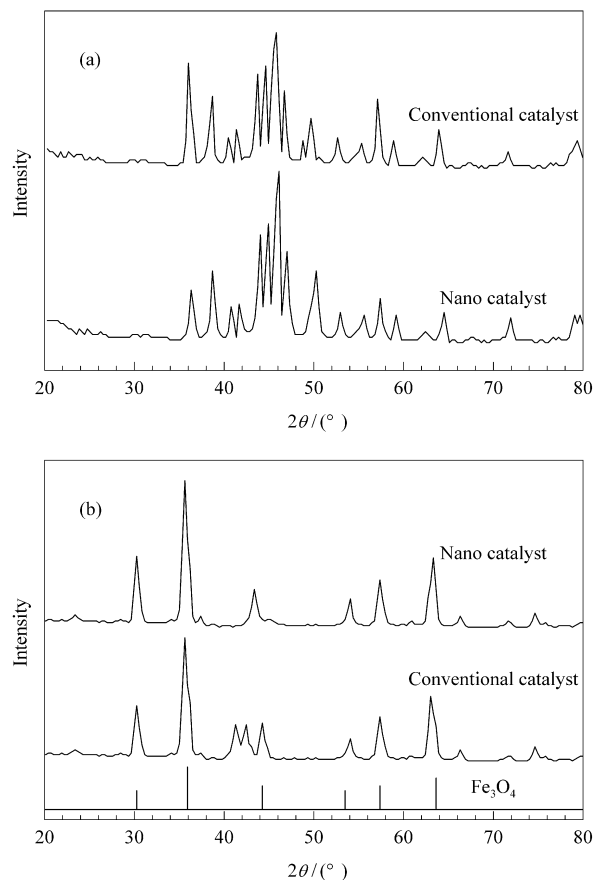 (a)
Conventional catalyst
Intensity
Nano catalyst
20 30 40 50 60 70 80
2θ/(° )
(b)
Nano catalyst
Intensity
Conventional catalyst
Fe₃O₄
20 30 40 50 60 70 80
2θ/(° )